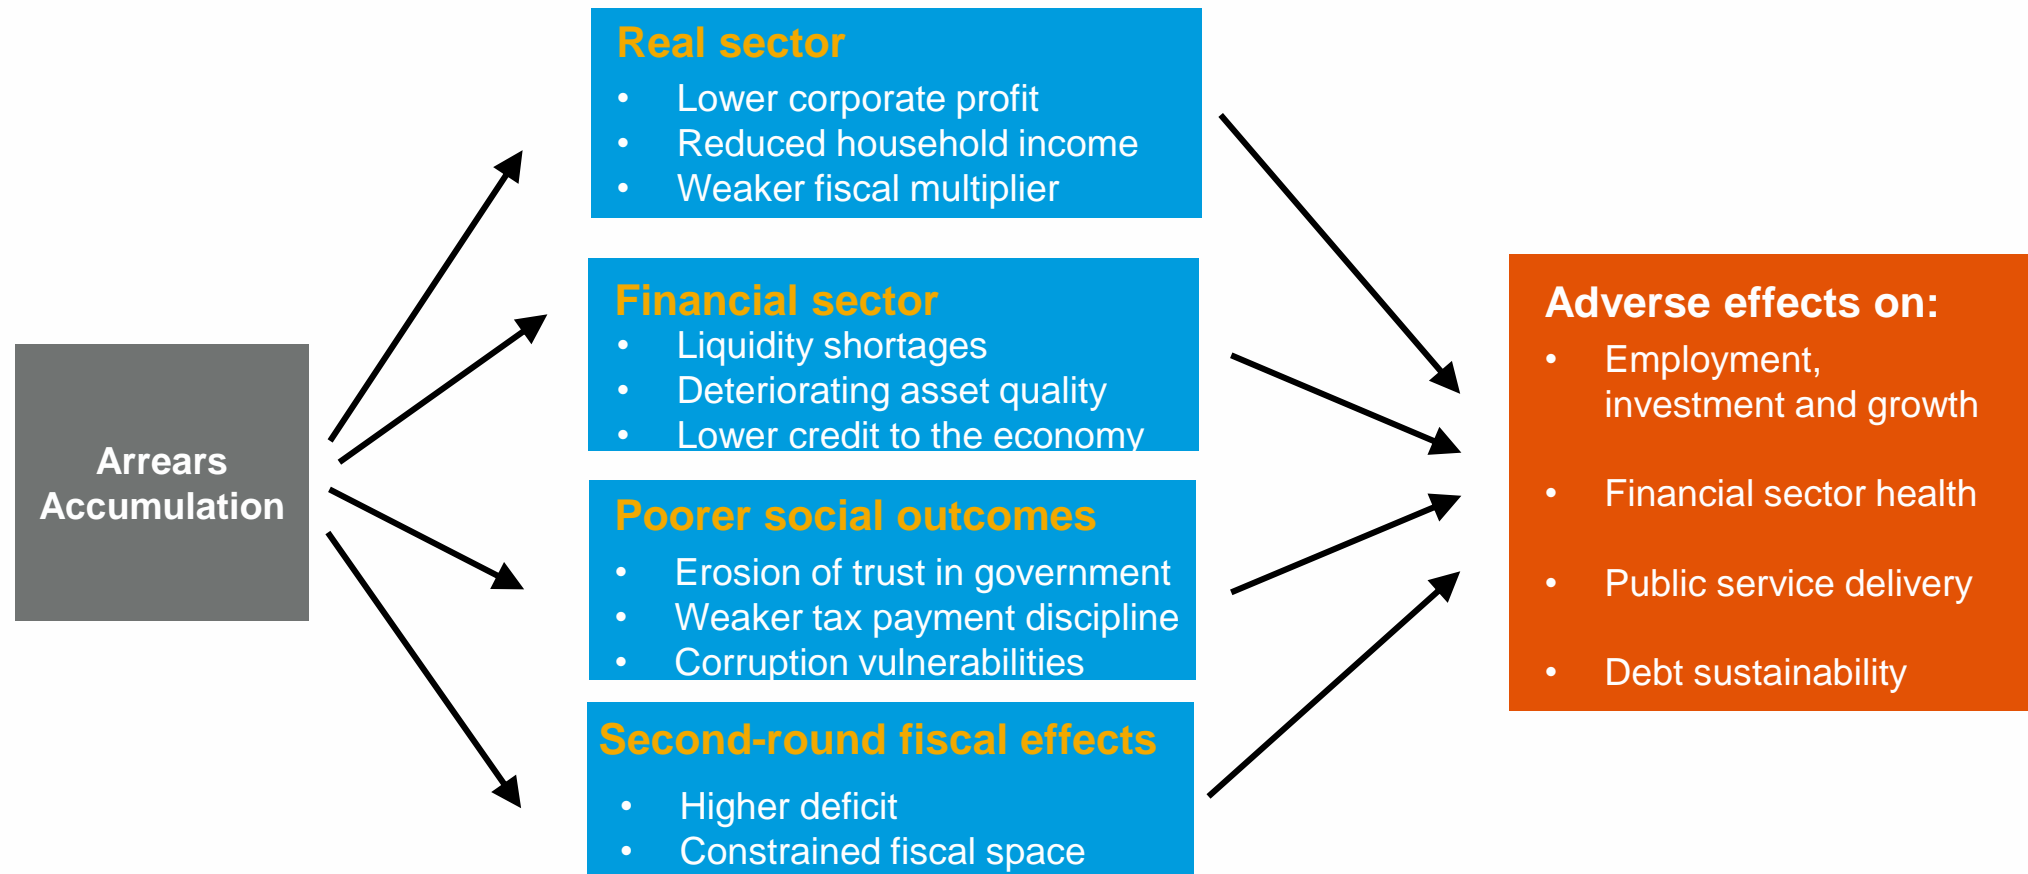 Arrears
Accumulation
Real sector
• Lower corporate profit
• Reduced household income
• Weaker fiscal multiplier
Financial sector
• Liquidity shortages
• Deteriorating asset quality
• Lower credit to the economy
Poorer social outcomes
• Erosion of trust in government
• Weaker tax payment discipline
• Corruption vulnerabilities
Second-round fiscal effects
• Higher deficit
• Constrained fiscal space
Adverse effects on:
• Employment,
investment and growth
• Financial sector health
• Public service delivery
• Debt sustainability